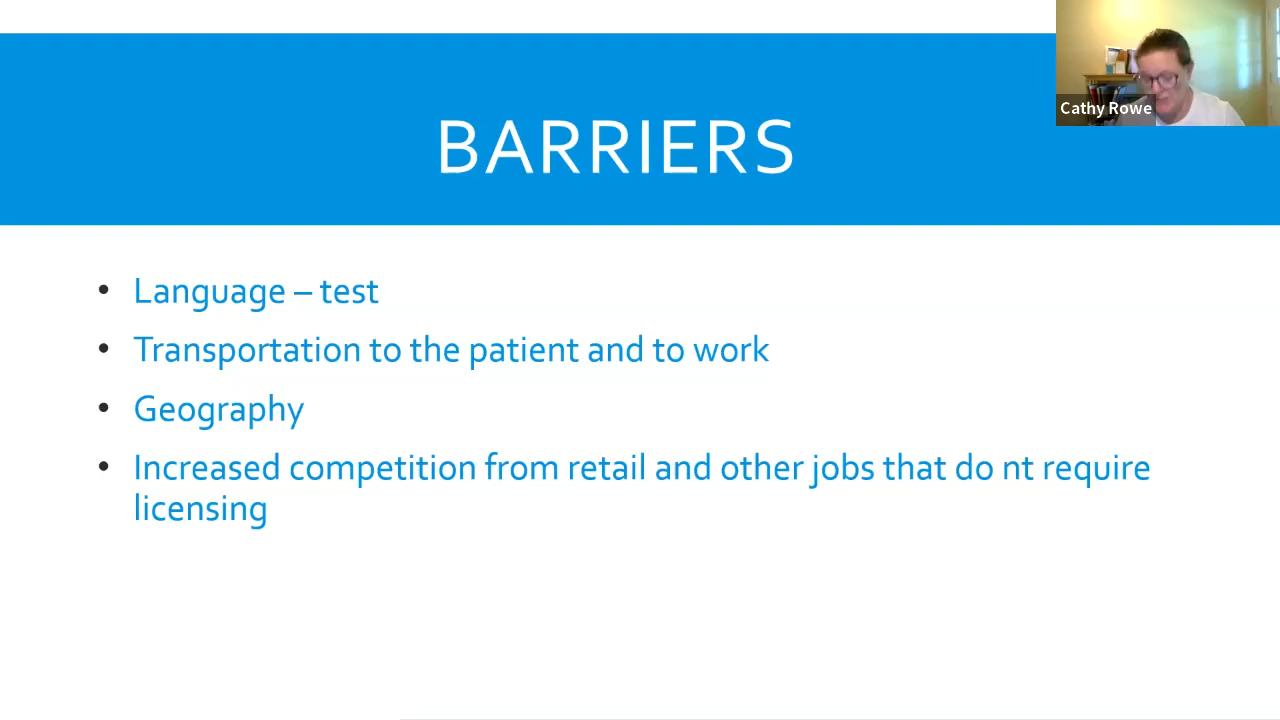 Cathy Rowe
BARRIERS
• Language – test
• Transportation to the patient and to work
• Geography
• Increased competition from retail and other jobs that do nt require
licensing